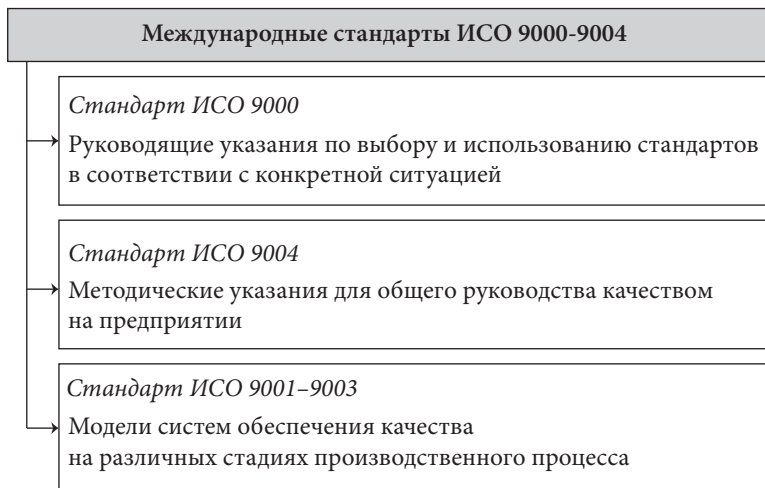 Международные стандарты ИСО 9000-9004
Стандарт ИСО 9000
Руководящие указания по выбору и использованию стандартов
в соответствии с конкретной ситуацией
Стандарт ИСО 9004
Методические указания для общего руководства качеством
на предприятии
Стандарт ИСО 9001–9003
Модели систем обеспечения качества
на различных стадиях производственного процесса